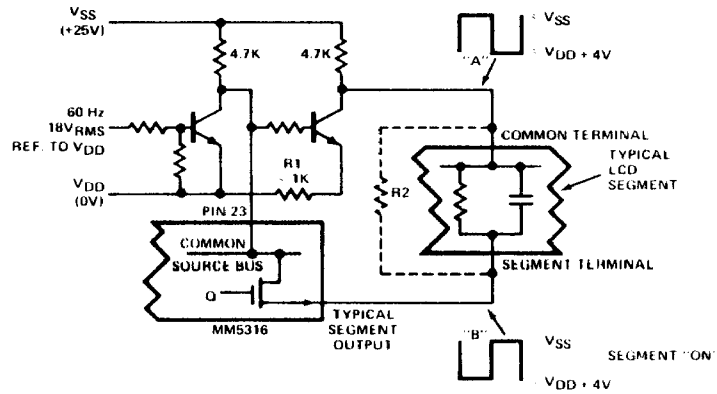 VSS
(+25V)
4.7K
4.7K
"A"
VSS
VDD + 4V
60 Hz
18VRMS
REF. TO VDD
COMMON TERMINAL
TYPICAL
LCD
SEGMENT
R1
1K
R2
VDD
(0V)
PIN 23
COMMON
SOURCE BUS
SEGMENT TERMINAL
Q
MM5316
TYPICAL
SEGMENT
OUTPUT
"B"
VSS
SEGMENT "ON"
VDD + 4V